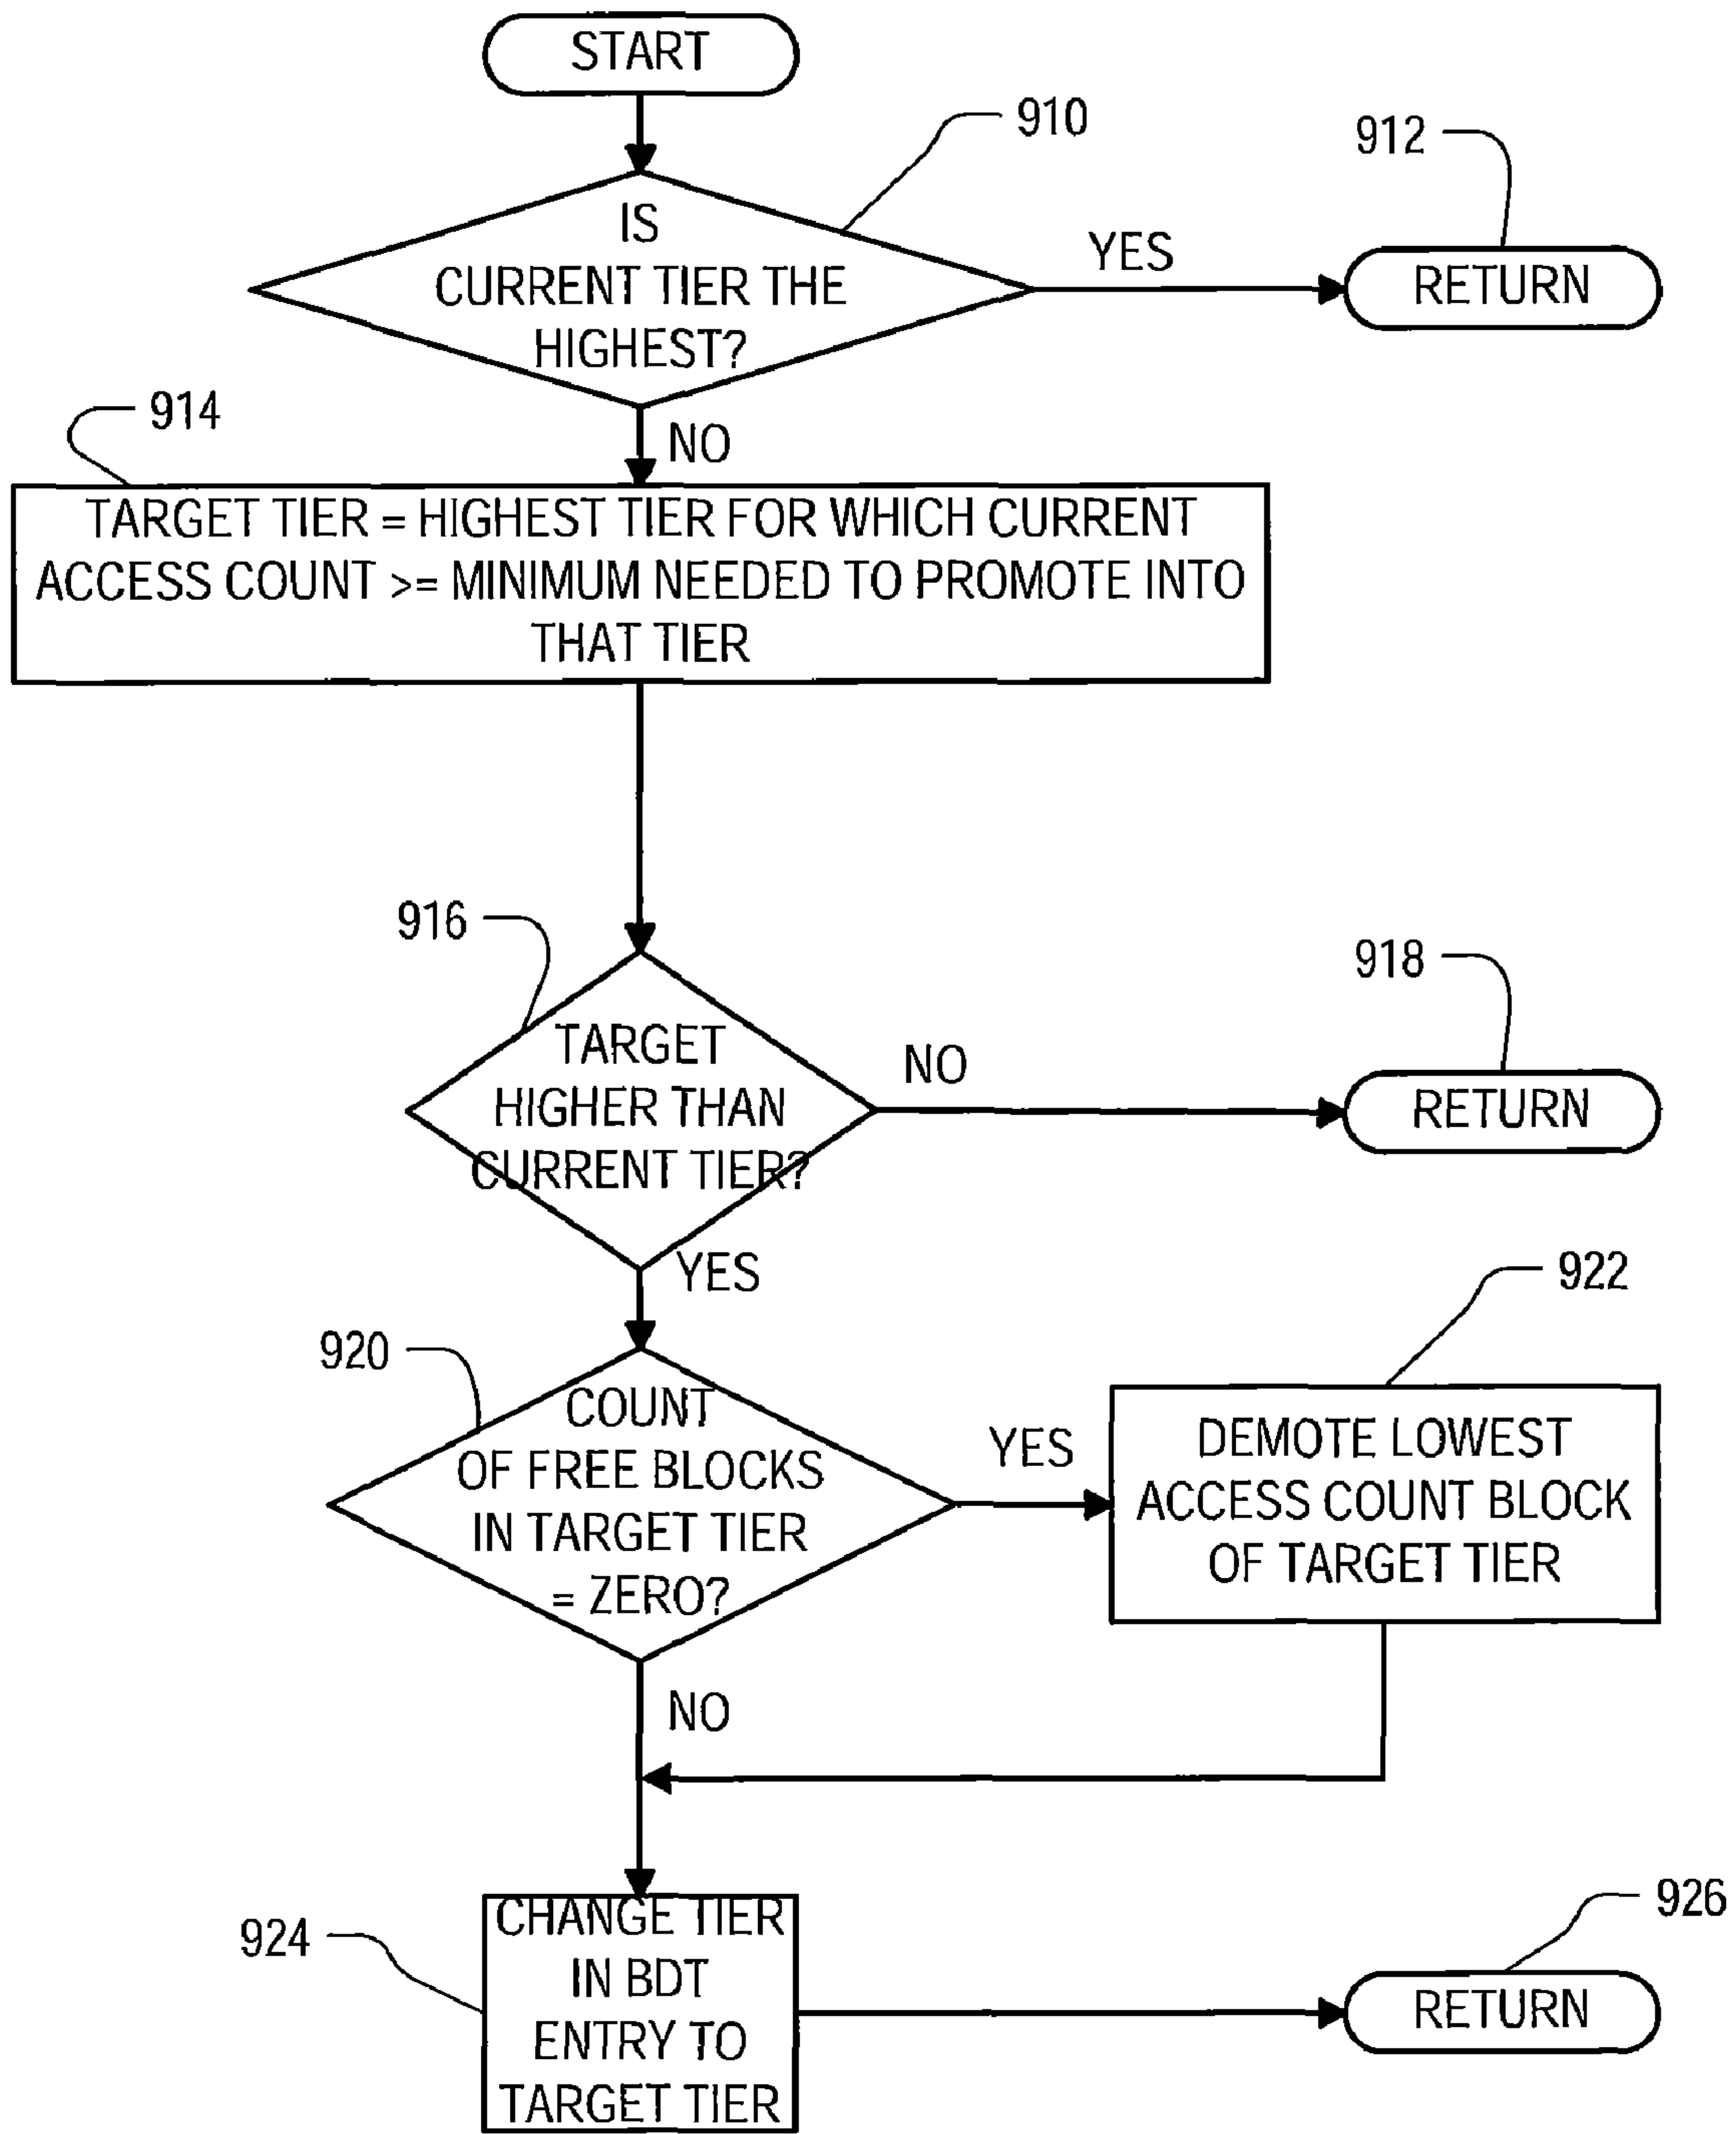 START
910
912
IS
CURRENT TIER THE
HIGHEST?
YES
RETURN
914
NO
TARGET TIER = HIGHEST TIER FOR WHICH CURRENT
ACCESS COUNT >= MINIMUM NEEDED TO PROMOTE INTO
THAT TIER
916
918
TARGET
HIGHER THAN
CURRENT TIER?
NO
RETURN
YES
920
922
COUNT
OF FREE BLOCKS
IN TARGET TIER
= ZERO?
YES
DEMOTE LOWEST
ACCESS COUNT BLOCK
OF TARGET TIER
NO
924
926
CHANGE TIER
IN BDT
ENTRY TO
TARGET TIER
RETURN